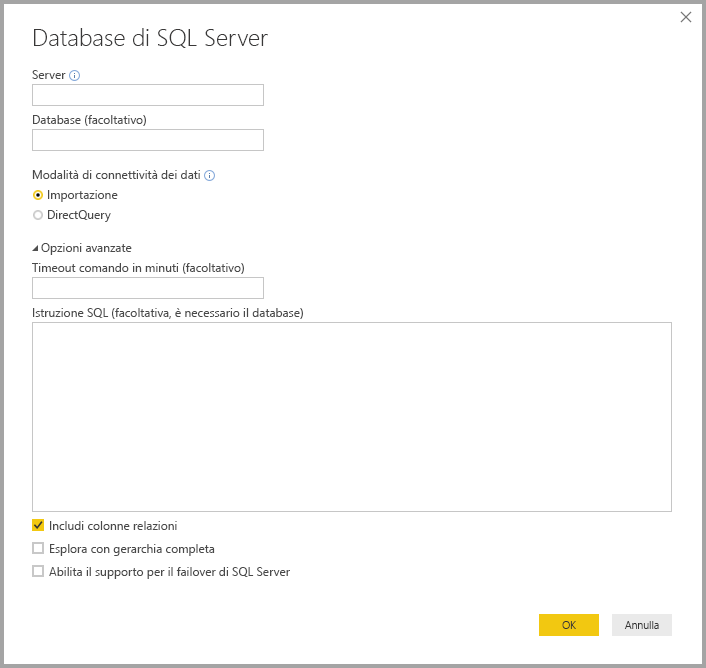 Database di SQL Server
Server
Database (facoltativo)
Modalità di connettività dei dati
Importazione
DirectQuery
Opzioni avanzate
Timeout comando in minuti (facoltativo)
Istruzione SQL (facoltativa, è necessario il database)
Includi colonne relazioni
Esplora con gerarchia completa
Abilita il supporto per il failover di SQL Server
OK
Annulla